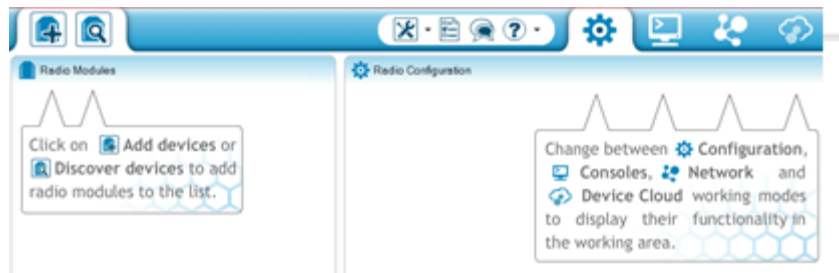 Radio Modules
Radio Configuration
Click on Add devices or
Discover devices to add
radio modules to the list.
Change between Configuration,
Consoles, Network and
Device Cloud working modes
to display their functionality in
the working area.